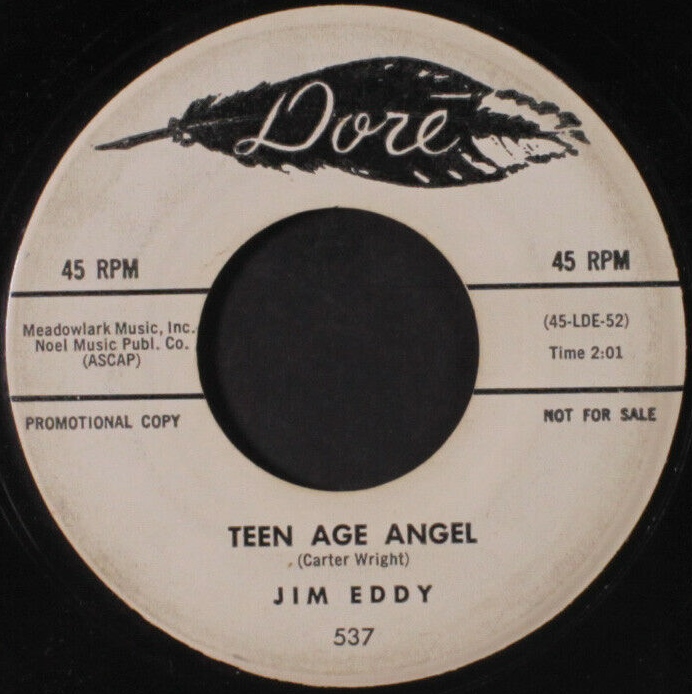 Doré
45 RPM
45 RPM
Meadowlark Music, Inc.
Noel Music Publ. Co.
(ASCAP)
(45-LDE-52)
Time 2:01
PROMOTIONAL COPY
NOT FOR SALE
TEEN AGE ANGEL
(Carter Wright)
JIM EDDY
537